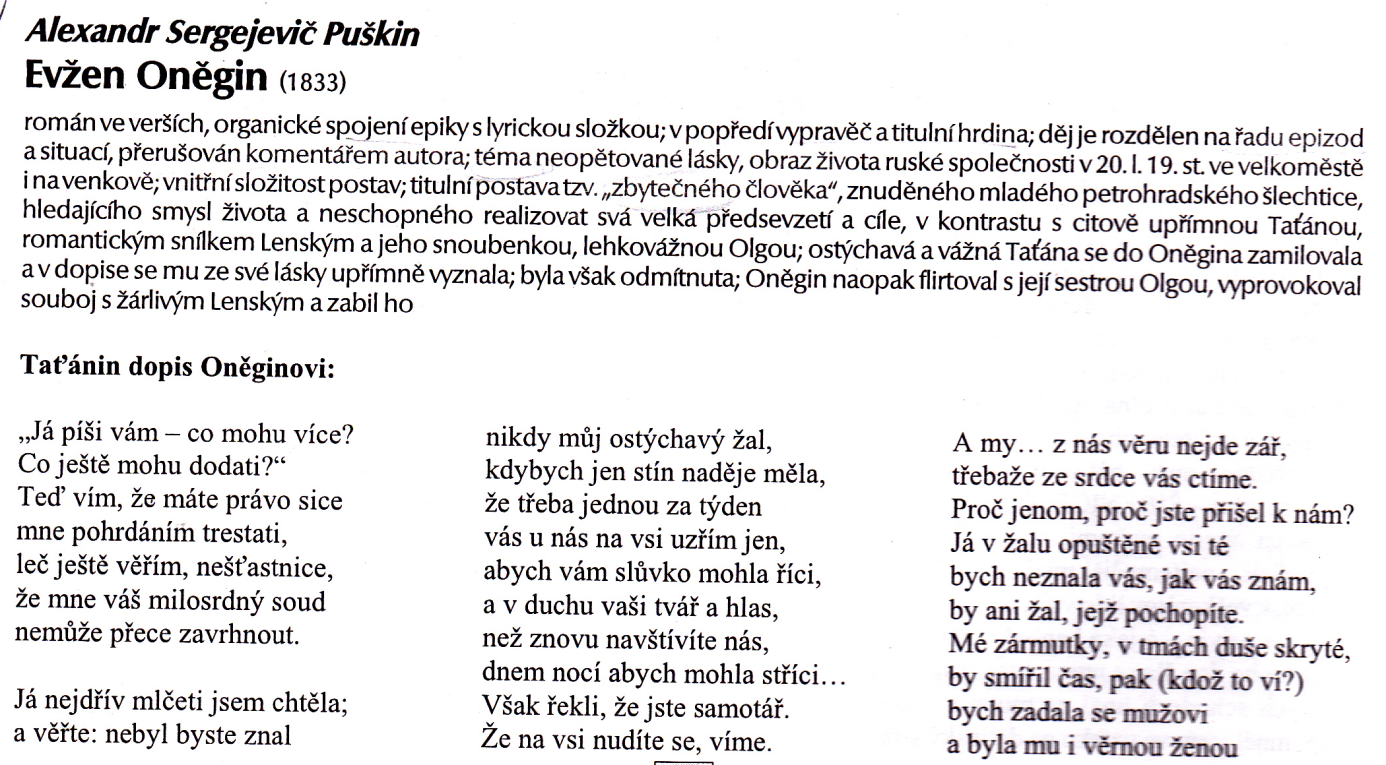 Alexandr Sergejevič Puškin
Evžen Oněgin (1833)
román ve verších, organické spojení epiky s lyrickou složkou; v popředí vypravěč a titulní hrdina; děj je rozdělen na řadu epizod
a situací, přerušován komentářem autora; téma neopětované lásky, obraz života ruské společnosti v 20. l. 19. st. ve velkoměstě
i na venkově; vnitřní složitost postav; titulní postava tzv. „zbytečného člověka“, znuděného mladého petrohradského šlechtice,
hledajícího smysl života a neschopného realizovat svá velká předsevzetí a cíle, v kontrastu s citově upřímnou Taťánou,
romantickým snílkem Lenským a jeho snoubenkou, lehkovážnou Olgou; ostýchavá a vážná Taťána se do Oněgina zamilovala
a v dopise se mu ze své lásky upřímně vyznala; byla však odmítnuta; Oněgin naopak flirtoval s její sestrou Olgou, vyprovokoval
souboj s žárlivým Lenským a zabil ho
Taťánin dopis Oněginovi:
„Já píši vám – co mohu více?
Co ještě mohu dodati?“
Teď vím, že máte právo sice
mne pohrdáním trestati,
leč ještě věřím, nešťastnice,
že mne váš milosrdný soud
nemůže přece zavrhnout.
Já nejdřív mlčeti jsem chtěla;
a věřte: nebyl byste znal
nikdy můj ostýchavý žal,
kdybych jen stín naděje měla,
že třeba jednou za týden
vás u nás na vsi uzřím jen,
abych vám slůvko mohla říci,
a v duchu vaši tvář a hlas,
než znovu navštívíte nás,
dnem nocí abych mohla stříci…
Však řekli, že jste samotář.
Že na vsi nudíte se, víme.
A my… z nás věru nejde zář,
třebaže ze srdce vás ctíme.
Proč jenom, proč jste přišel k nám?
Já v žalu opuštěné vsi té
bych neznala vás, jak vás znám,
by ani žal, jejž pochopíte.
Mé zármutky, v tmách duše skryté,
by smířil čas, pak (kdož to ví?)
bych zadala se mužovi
a byla mu i věrnou ženou